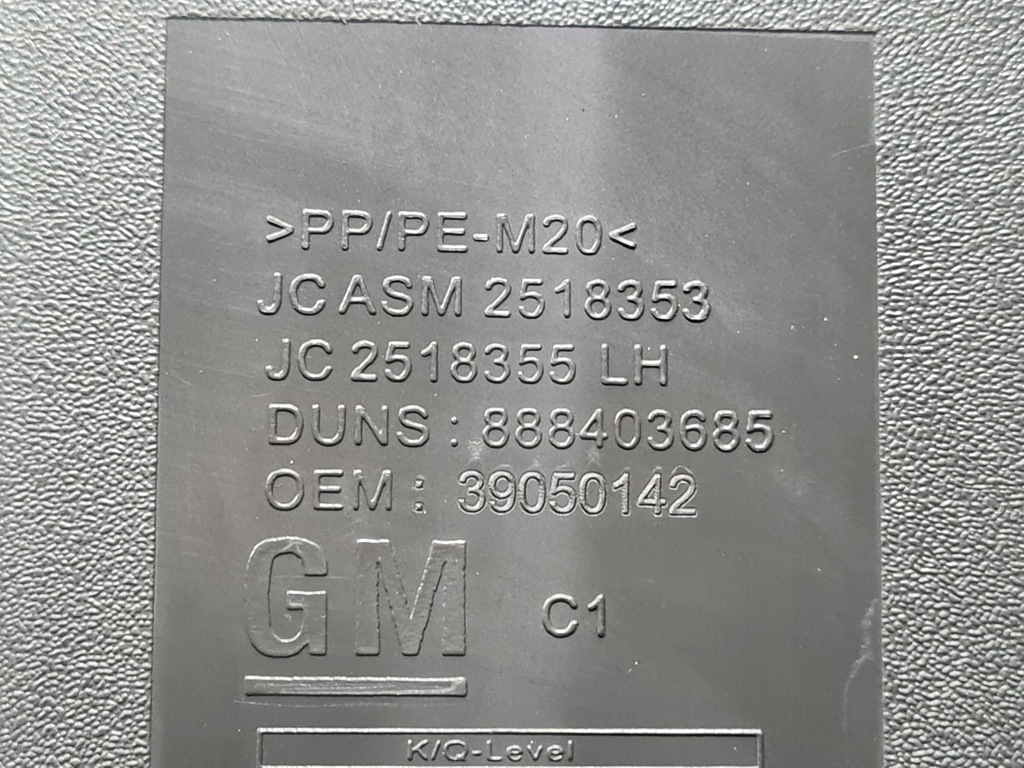 >PP/PE-M20<
JC ASM 2518353
JC 2518355 LH
DUNS : 888403685
OEM : 39050142
GM
C1
K/Q-Level